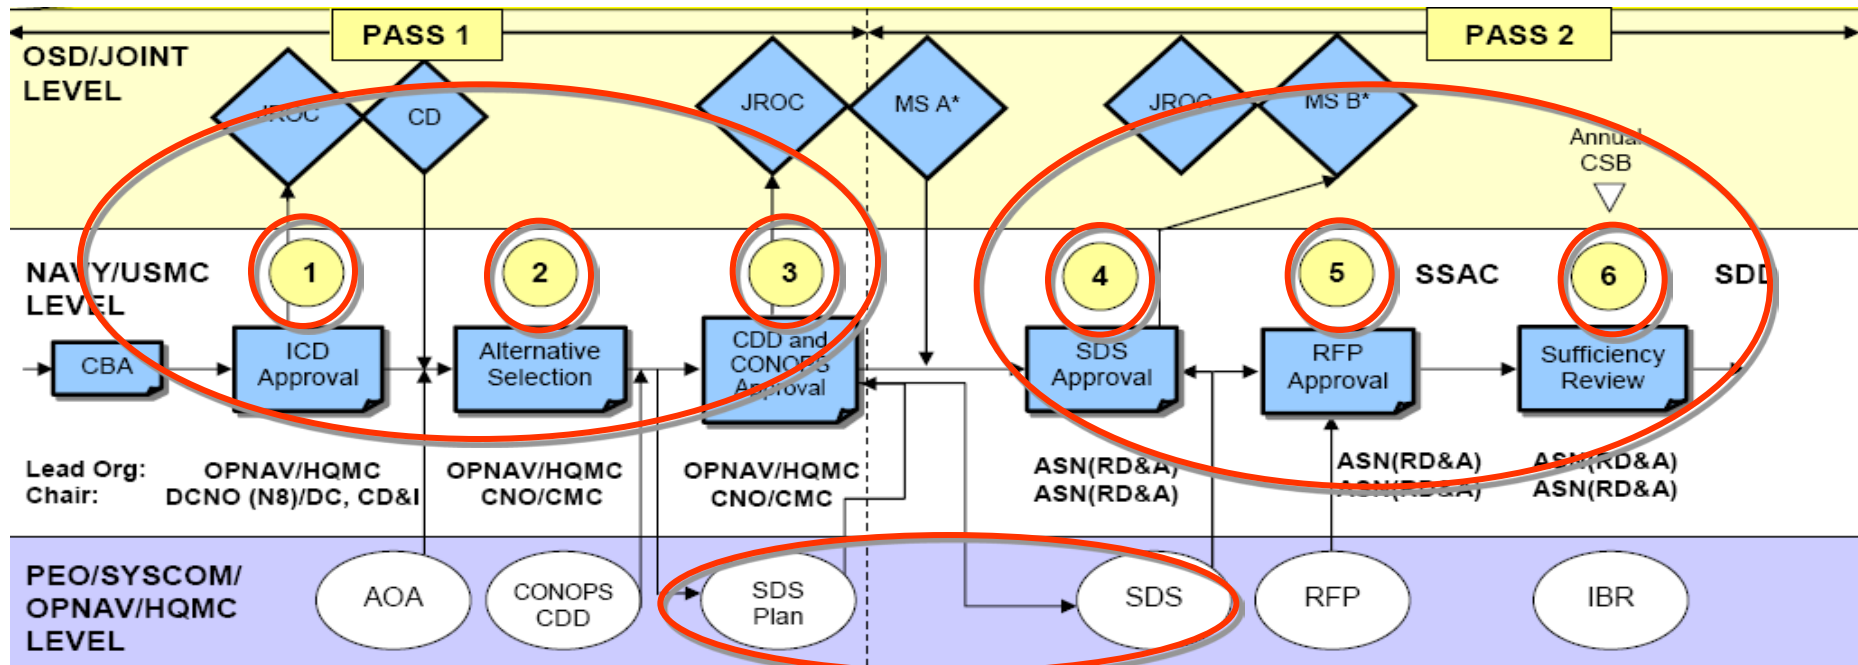 PASS 1
PASS 2
OSD/JOINT
LEVEL
JROC
CD
JROC
MS A*
JROC
MS B*
Annual
CSB
NAVY/USMC
LEVEL
1
2
3
4
5
SSAC
6
SDD
CBA
ICD
Approval
Alternative
Selection
CDD and
CONOPS
Approval
SDS
Approval
RFP
Approval
Sufficiency
Review
Lead Org:
OPNAV/HQMC
OPNAV/HQMC
OPNAV/HQMC
ASN(RD&A)
ASN(RD&A)
ASN(RD&A)
Chair:
DCNO (N8)/DC, CD&I
CNO/CMC
CNO/CMC
ASN(RD&A)
ASN(RD&A)
ASN(RD&A)
PEO/SYSCOM/
OPNAV/HQMC
LEVEL
AOA
CONOPS
CDD
SDS
Plan
SDS
RFP
IBR